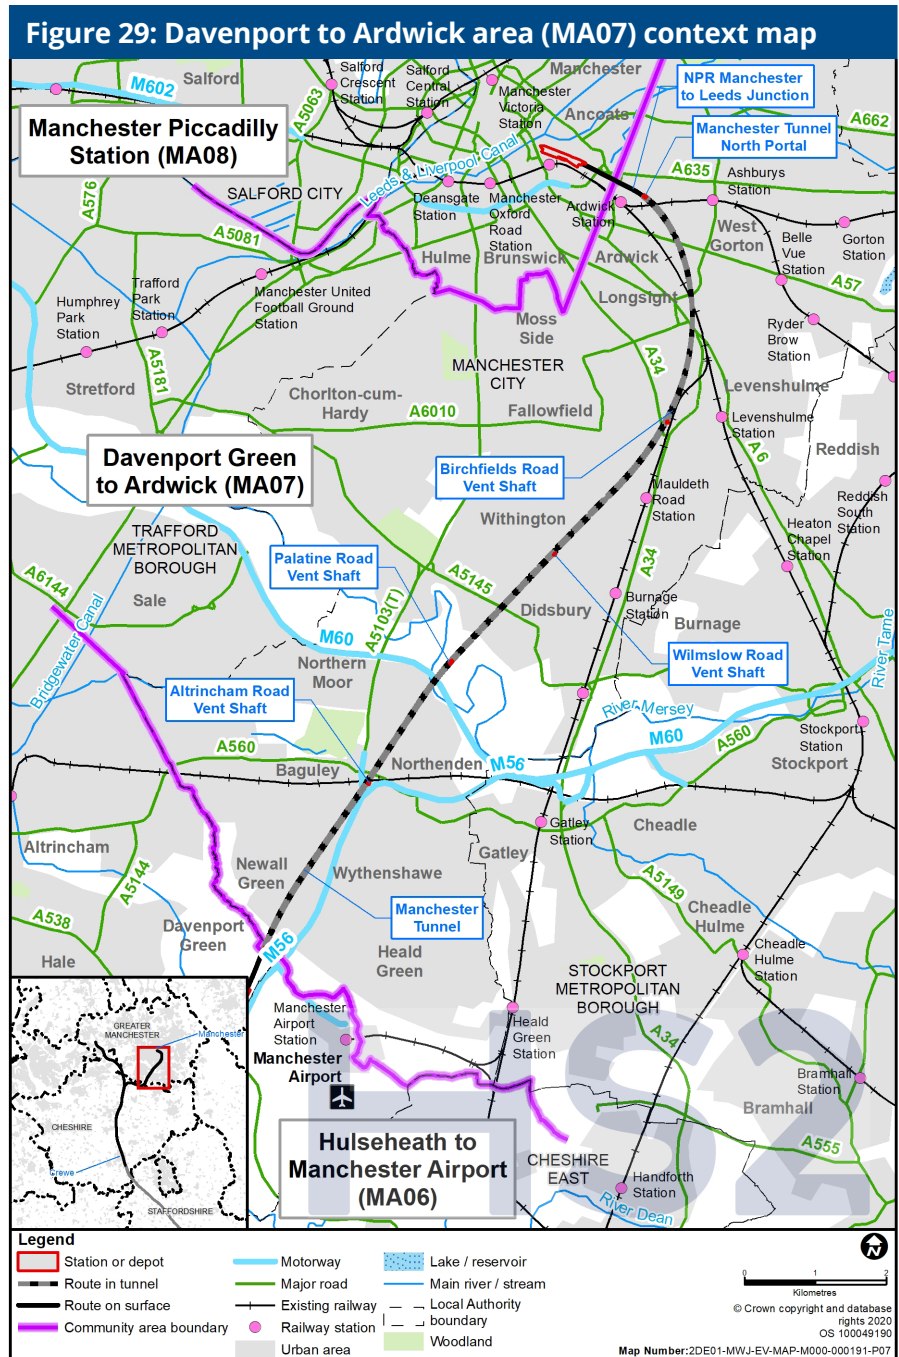 Figure 29: Davenport to Ardwick area (MA07) context map
M602
Salford
Salford
Crescent
Station
Salford
Central
Station
Manchester
Manchester
Victoria
Station
Ancoats
NPR Manchester
to Leeds Junction
A5063
Manchester Piccadilly
Station (MA08)
A662
Manchester Tunnel
North Portal
A635
Ashburys
Station
A576
SALFORD CITY
Leeds & Liverpool Canal
Deansgate
Station
Manchester
Oxford
Road
Station
Ardwick
Station
West
Gorton
Belle
Vue
Station
Gorton
Station
A5081
Hulme
Brunswick
Ardwick
A57
Trafford
Park
Station
Humphrey
Park
Station
Manchester United
Football Ground
Station
Longsight
Moss
Side
Ryder
Brow
Station
A5181
MANCHESTER
CITY
A34
Stretford
Chorlton-cum-
Hardy
A6010
Fallowfield
Levenshulme
Levenshulme
Station
A6
Reddish
Davenport Green
to Ardwick (MA07)
Birchfields Road
Vent Shaft
Mauldeth
Road
Station
Reddish
South
Station
Withington
Heaton
Chapel
Station
TRAFFORD
METROPOLITAN
BOROUGH
Palatine Road
Vent Shaft
A5145
A34
A6144
Sale
A5103(T)
Didsbury
Burnage
Station
Burnage
Bridgewater Canal
M60
Northern
Moor
Wilmslow Road
Vent Shaft
River Tame
Altrincham Road
Vent Shaft
River Mersey
M60
A560
Stockport
Station
Stockport
A560
Baguley
Northenden
M56
Altrincham
Gatley
Station
Cheadle
Gatley
A5144
Newall
Green
Wythenshawe
A5149
A538
Davenport
Green
Manchester
Tunnel
Cheadle
Hulme
Hale
M56
Heald
Green
Cheadle
Hulme
Station
STOCKPORT
METROPOLITAN
BOROUGH
Manchester
Airport
Station
Heald
Green
Station
A34
Manchester
Airport
Bramhall
Station
Bramhall
HS2
A555
Hulseheath to
Manchester Airport
(MA06)
CHESHIRE
EAST
Handforth
Station
River Dean
GREATER
MANCHESTER
Manchester
CHESHIRE
Crewe
STAFFORDSHIRE
Legend
Station or depot
Route in tunnel
Route on surface
Community area boundary
Motorway
Major road
Existing railway
Railway station
Urban area
Lake / reservoir
Main river / stream
Local Authority
boundary
Woodland
N
0 1 2
Kilometres
© Crown copyright and database
rights 2020
OS 100049190
Map Number:2DE01-MWJ-EV-MAP-M000-000191-P07